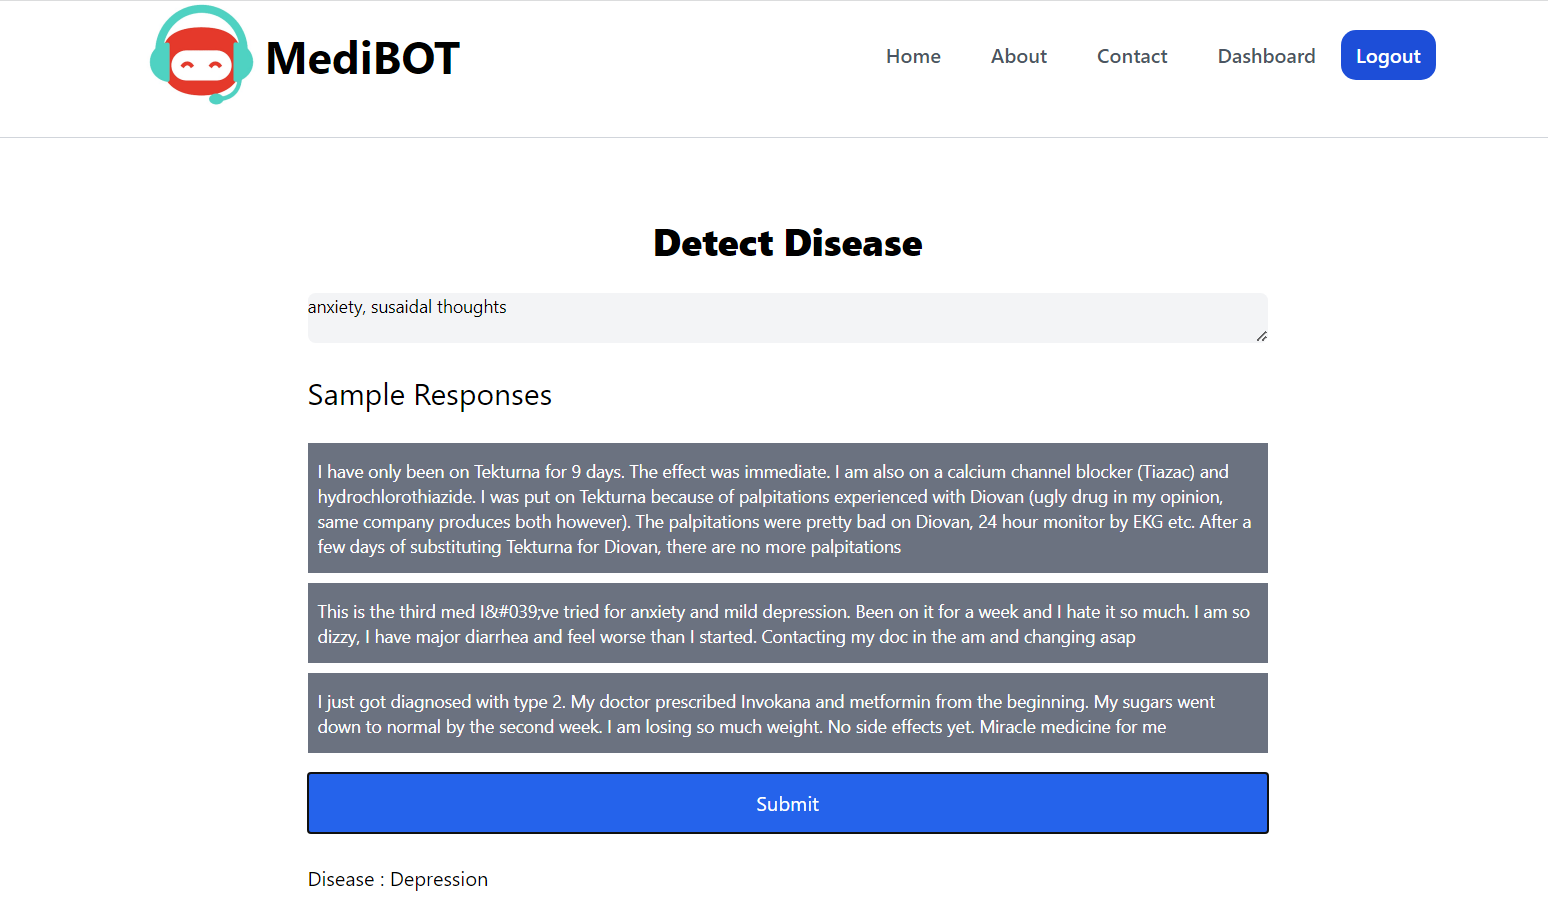 MediBOT
Home About Contact Dashboard Logout
Detect Disease
anxiety, susaidal thoughts
Sample Responses
I have only been on Tekturna for 9 days. The effect was immediate. I am also on a calcium channel blocker (Tiazac) and
hydrochlorothiazide. I was put on Tekturna because of palpitations experienced with Diovan (ugly drug in my opinion,
same company produces both however). The palpitations were pretty bad on Diovan, 24 hour monitor by EKG etc. After a
few days of substituting Tekturna for Diovan, there are no more palpitations
This is the third med I&#039;ve tried for anxiety and mild depression. Been on it for a week and I hate it so much. I am so
dizzy, I have major diarrhea and feel worse than I started. Contacting my doc in the am and changing asap
I just got diagnosed with type 2. My doctor prescribed Invokana and metformin from the beginning. My sugars went
down to normal by the second week. I am losing so much weight. No side effects yet. Miracle medicine for me
Submit
Disease : Depression